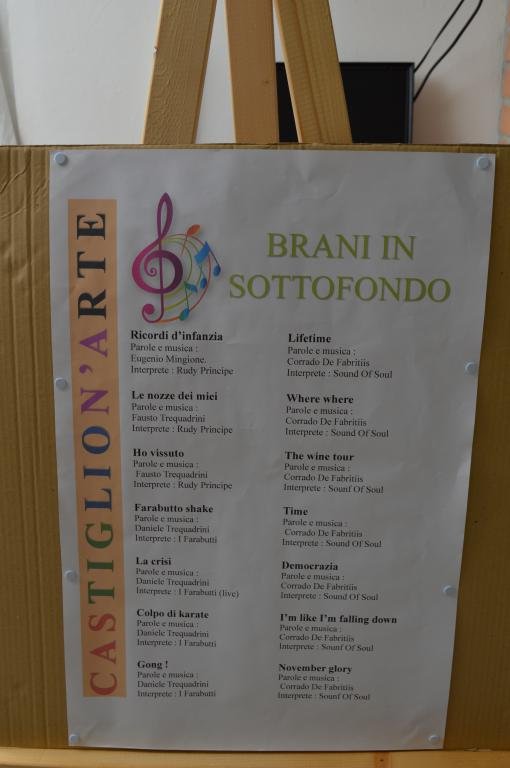 CASTIGLION'ARTE
BRANI IN
SOTTOFONDO
Ricordi d'infanzia
Parole e musica :
Eugenio Mingione.
Interprete : Rudy Principe
Le nozze dei miei
Parole e musica :
Fausto Trequadrini
Interprete : Rudy Principe
Ho vissuto
Parole e musica :
Fausto Trequadrini
Interprete : Rudy Principe
Farabutto shake
Parole e musica :
Daniele Trequadrini
Interprete : I Farabutti
La crisi
Parole e musica :
Daniele Trequadrini
Interprete : I Farabutti (live)
Colpo di karate
Parole e musica :
Daniele Trequadrini
Interprete : I Farabutti
Gong !
Parole e musica :
Daniele Trequadrini
Interprete : I Farabutti
Lifetime
Parole e musica :
Corrado De Fabritiis
Interprete : Sound Of Soul
Where where
Parole e musica :
Corrado De Fabritiis
Interprete : Sound Of Soul
The wine tour
Parole e musica :
Corrado De Fabritiis
Interprete : Sounf Of Soul
Time
Parole e musica :
Corrado De Fabritiis
Interprete : Sound Of Soul
Democrazia
Parole e musica :
Corrado De Fabritiis
Interprete : Sound Of Soul
I'm like I'm falling down
Parole e musica :
Corrado De Fabritiis
Interprete : Sounf Of Soul
November glory
Parole e musica :
Corrado De Fabritiis
Interprete : Sounf Of Soul